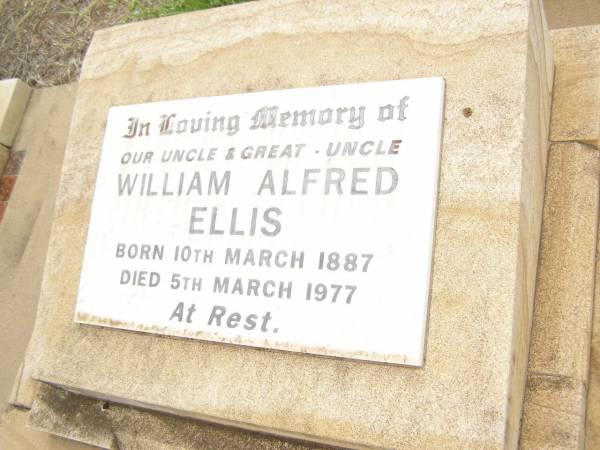 In Loving Memory of
OUR UNCLE & GREAT - UNCLE
WILLIAM ALFRED
ELLIS
BORN 10TH MARCH 1887
DIED 5TH MARCH 1977
At Rest.